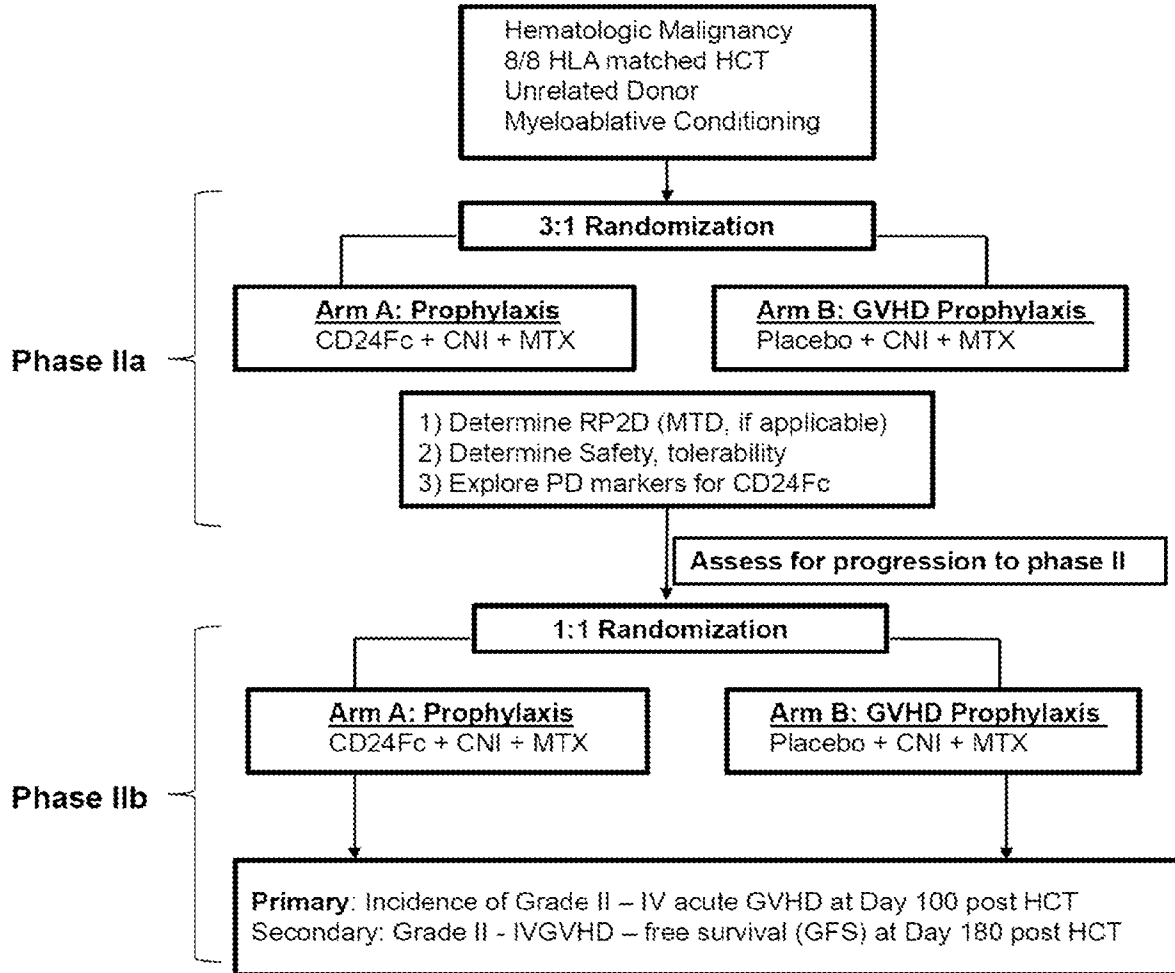 Hematologic Malignancy
8/8 HLA matched HCT
Unrelated Donor
Myeloablative Conditioning
3:1 Randomization
Arm A: Prophylaxis
CD24Fc + CNI + MTX
Arm B: GVHD Prophylaxis
Placebo + CNI + MTX
Phase IIa
1) Determine RP2D (MTD, if applicable)
2) Determine Safety, tolerability
3) Explore PD markers for CD24Fc
Assess for progression to phase II
1:1 Randomization
Arm A: Prophylaxis
CD24Fc + CNI + MTX
Arm B: GVHD Prophylaxis
Placebo + CNI + MTX
Phase IIb
Primary: Incidence of Grade II – IV acute GVHD at Day 100 post HCT
Secondary: Grade II - IVGVHD – free survival (GFS) at Day 180 post HCT